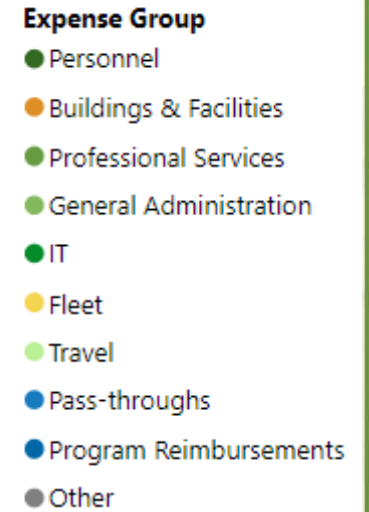 Expense Group
Personnel
Buildings & Facilities
Professional Services
General Administration
IT
Fleet
Travel
Pass-throughs
Program Reimbursements
Other